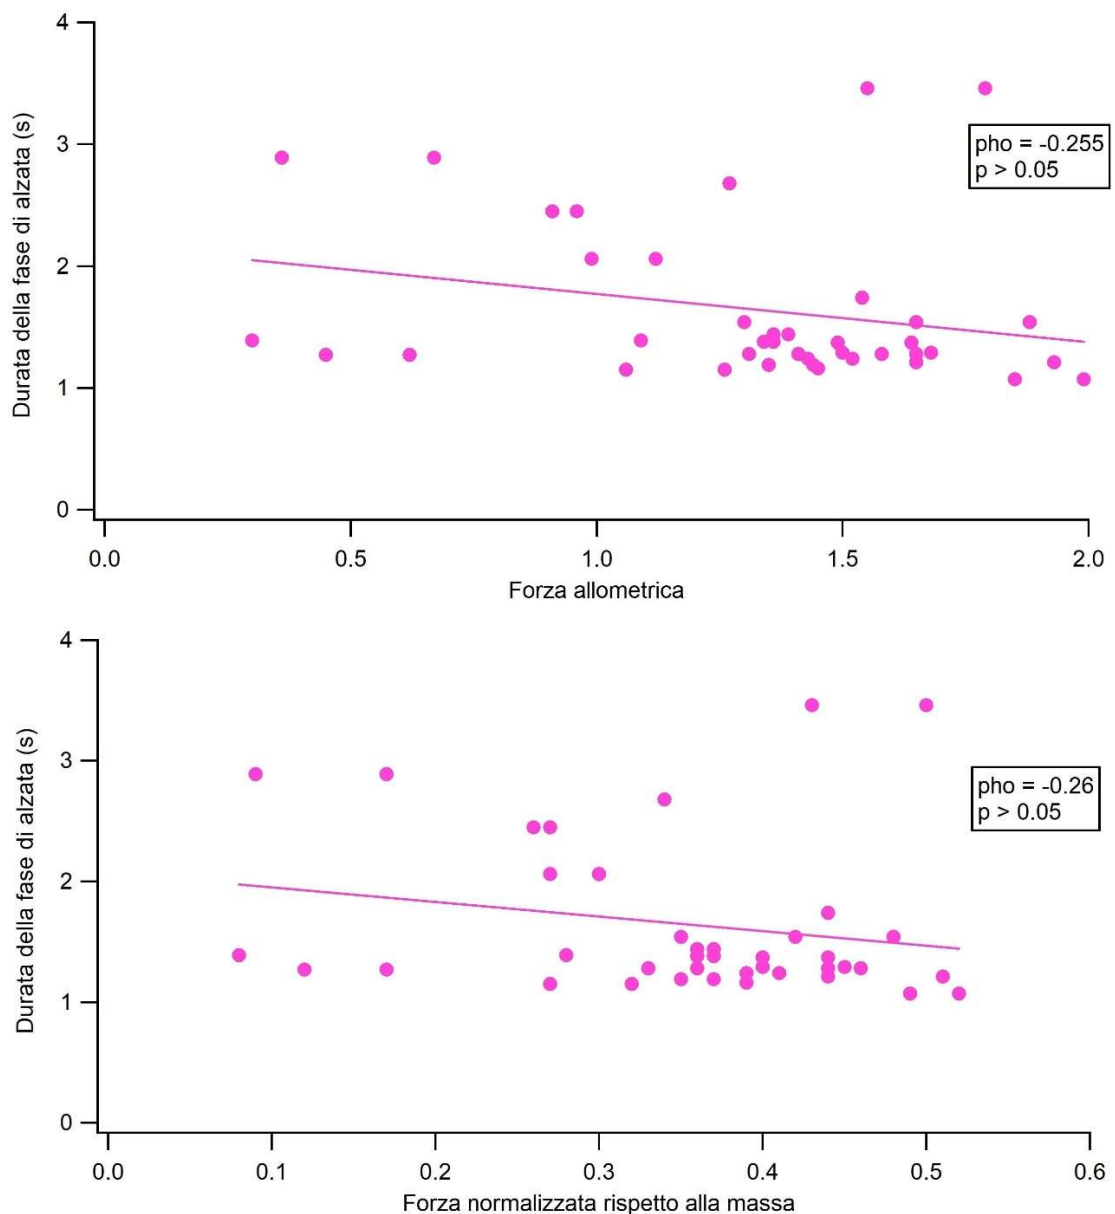 4
3
2
1
0
Durata della fase di alzata (s)
pho = -0.255
p > 0.05
0.0 0.5 1.0 1.5 2.0
Forza allometrica
4
3
2
1
0
Durata della fase di alzata (s)
pho = -0.26
p > 0.05
0.0 0.1 0.2 0.3 0.4 0.5 0.6
Forza normalizzata rispetto alla massa